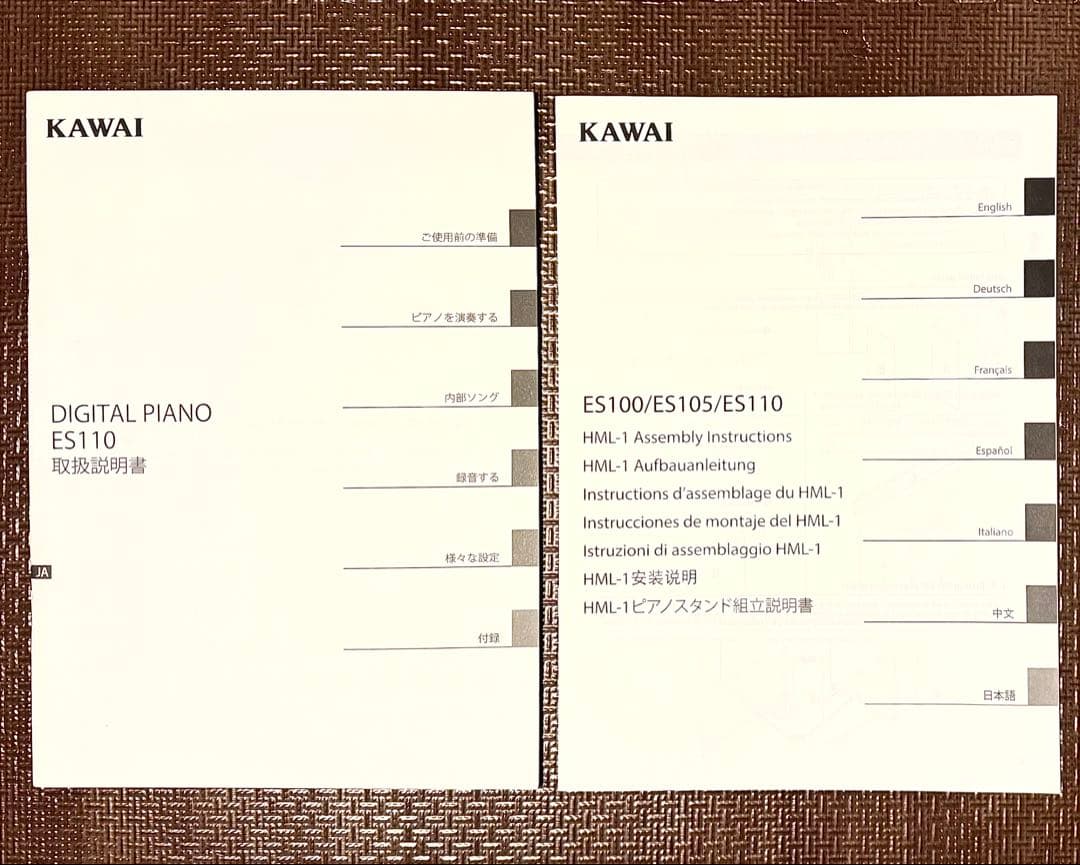 KAWAI
ご使用前の準備
ピアノを演奏する
内部ソング
DIGITAL PIANO
ES110
取扱説明書
録音する
様々な設定
JA
付録
KAWAI
English
Deutsch
Français
ES100/ES105/ES110
HML-1 Assembly Instructions
Español
HML-1 Aufbauanleitung
Instructions d'assemblage du HML-1
Instrucciones de montaje del HML-1
Italiano
Istruzioni di assemblaggio HML-1
HML-1安装说明
HML-1ピアノスタンド組立説明書
中文
日本語